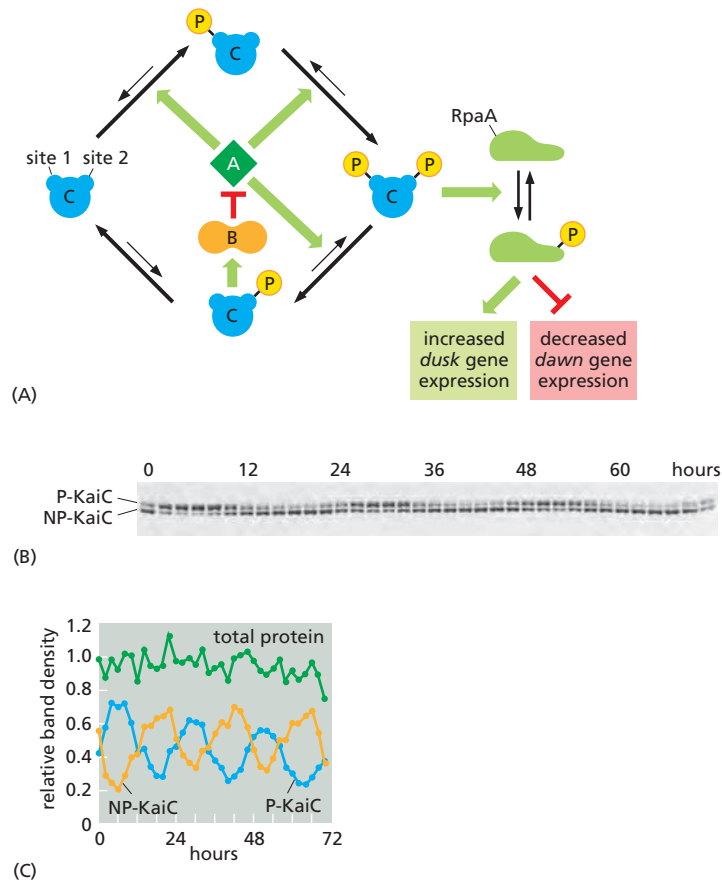 P
C
RpaA
site 1 site 2
A
P P
C
C
B
P
P
C
increased
dusk gene
expression
decreased
dawn gene
expression
(A)
0 12 24 36 48 60 hours
P-KaiC
NP-KaiC
(B)
1.2
total protein
1.0
0.8
0.6
0.4
0.2
0
relative band density
NP-KaiC
P-KaiC
0 24 48 72
hours
(C)